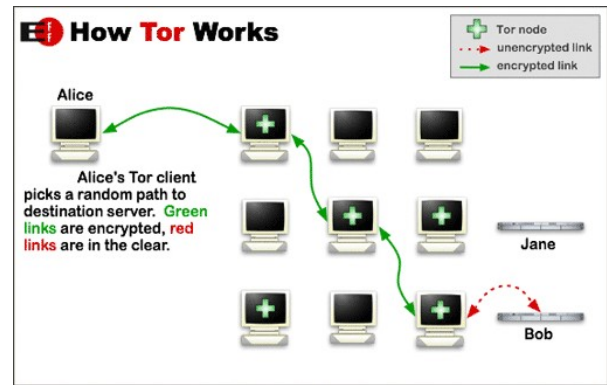 EFF How Tor Works
Tor node
unencrypted link
encrypted link
Alice
Alice's Tor client
picks a random path to
destination server. Green
links are encrypted, red
links are in the clear.
Jane
Bob